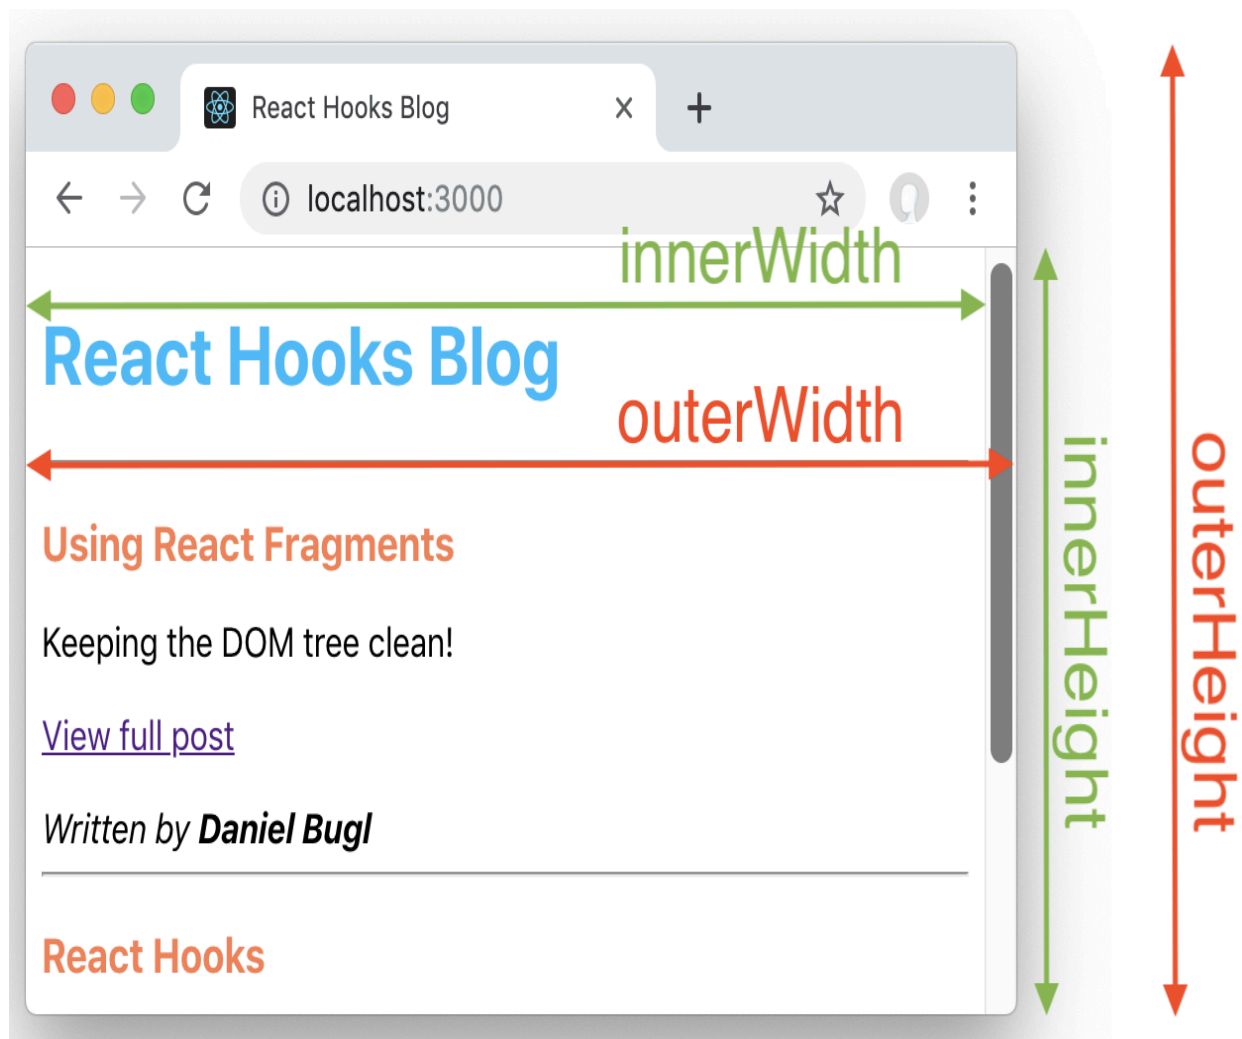 React Hooks Blog
localhost:3000
innerWidth
React Hooks Blog
outerWidth
Using React Fragments
Keeping the DOM tree clean!
View full post
Written by Daniel Bugl
React Hooks
innerHeight
outerHeight